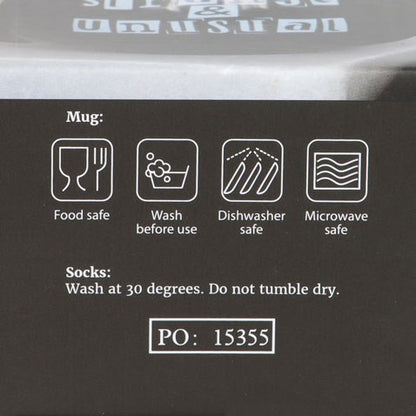 STRANGE
&
UNUSUAL
Mug:
Food safe
Wash
before use
Dishwasher
safe
Microwave
safe
Socks:
Wash at 30 degrees. Do not tumble dry.
PO: 15355